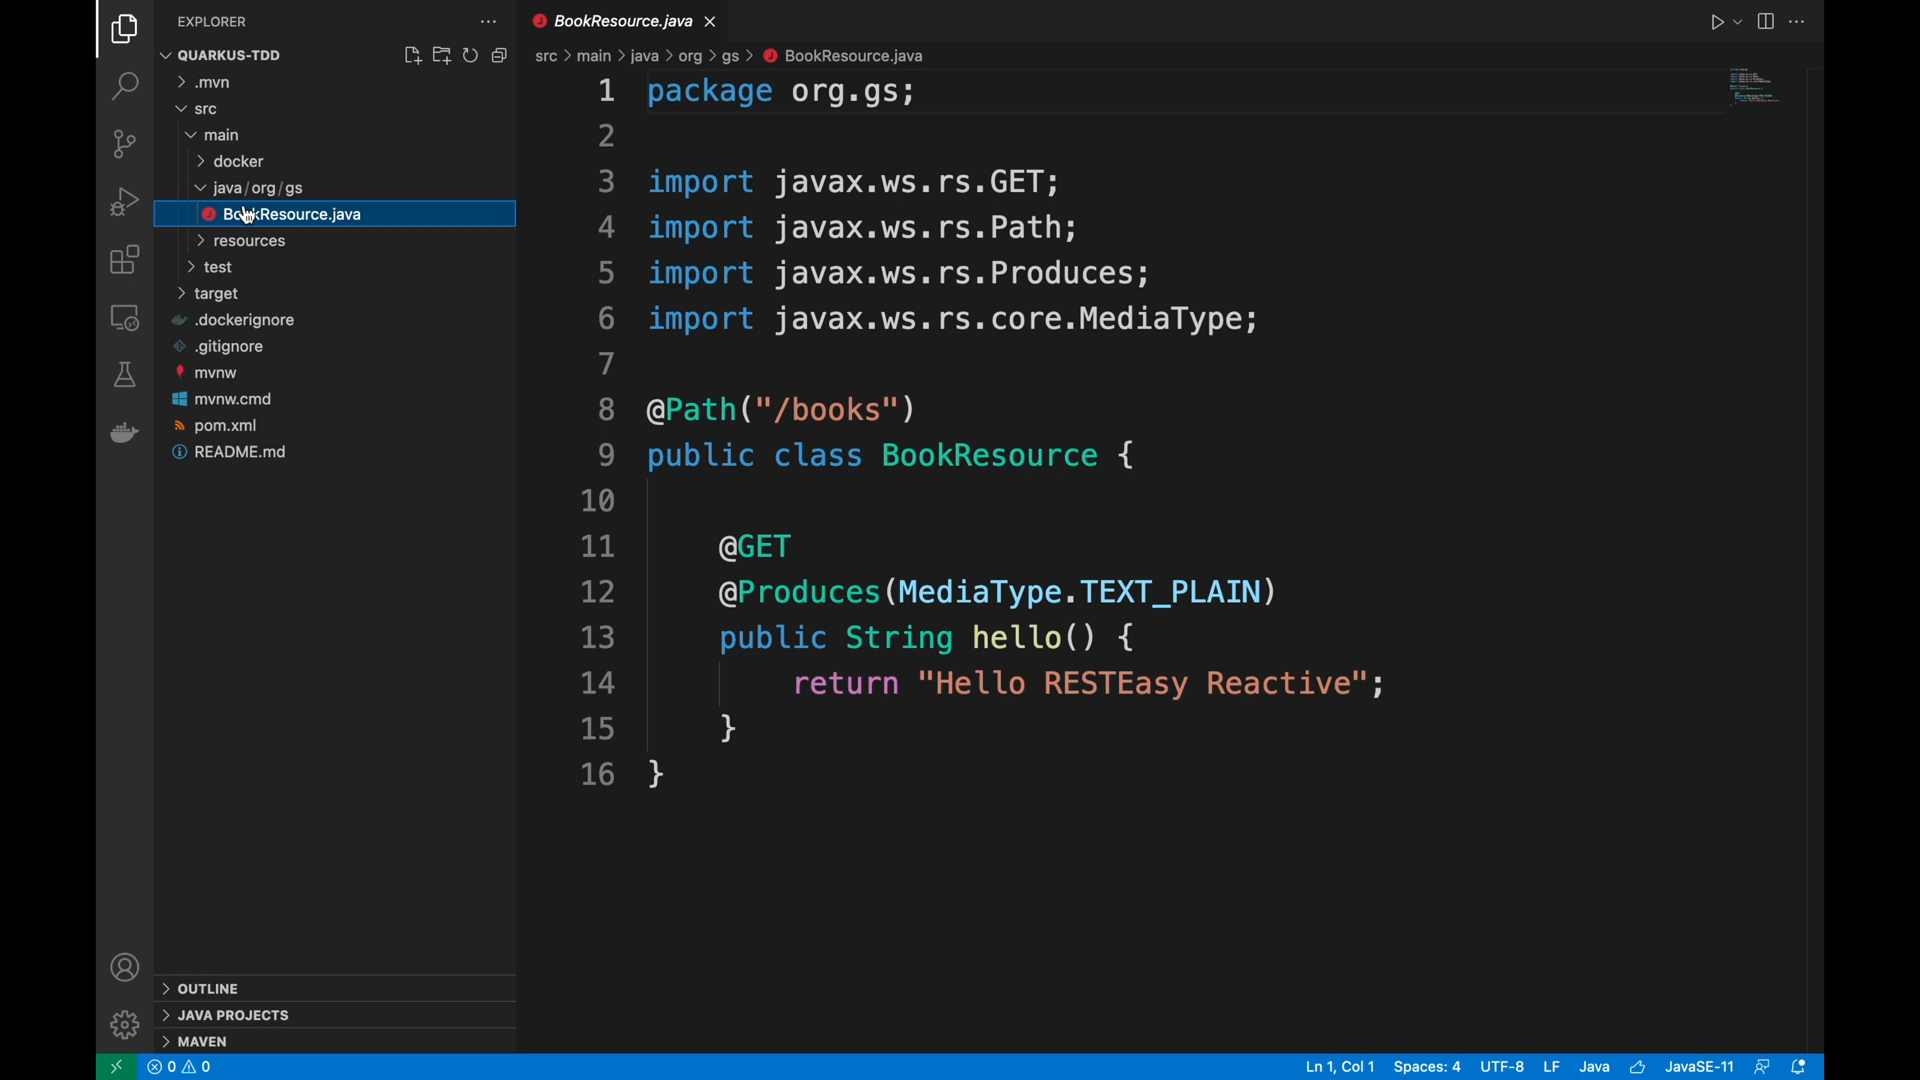 EXPLORER
QUARKUS-TDD
.mvn
src
main
docker
java/org/gs
BookResource.java
resources
test
target
.dockerignore
.gitignore
mvnw
mvnw.cmd
pom.xml
README.md
OUTLINE
JAVA PROJECTS
MAVEN
BookResource.java
src > main > java > org > gs > BookResource.java
1 package org.gs;
2
3 import javax.ws.rs.GET;
4 import javax.ws.rs.Path;
5 import javax.ws.rs.Produces;
6 import javax.ws.rs.core.MediaType;
7
8 @Path("/books")
9 public class BookResource {
10
11 @GET
12 @Produces(MediaType.TEXT_PLAIN)
13 public String hello() {
14 return "Hello RESTEasy Reactive";
15 }
16 }
0 0
Ln 1, Col 1 Spaces: 4 UTF-8 LF Java JavaSE-11